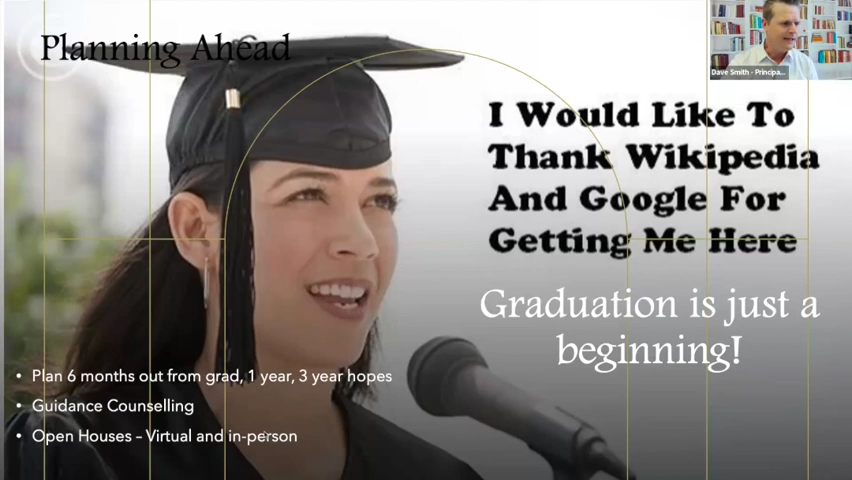 Planning Ahead
Dave Smith - Principa...
I Would Like To
Thank Wikipedia
And Google For
Getting Me Here
Graduation is just a
beginning!
• Plan 6 months out from grad, 1 year, 3 year hopes
• Guidance Counselling
• Open Houses – Virtual and in-person